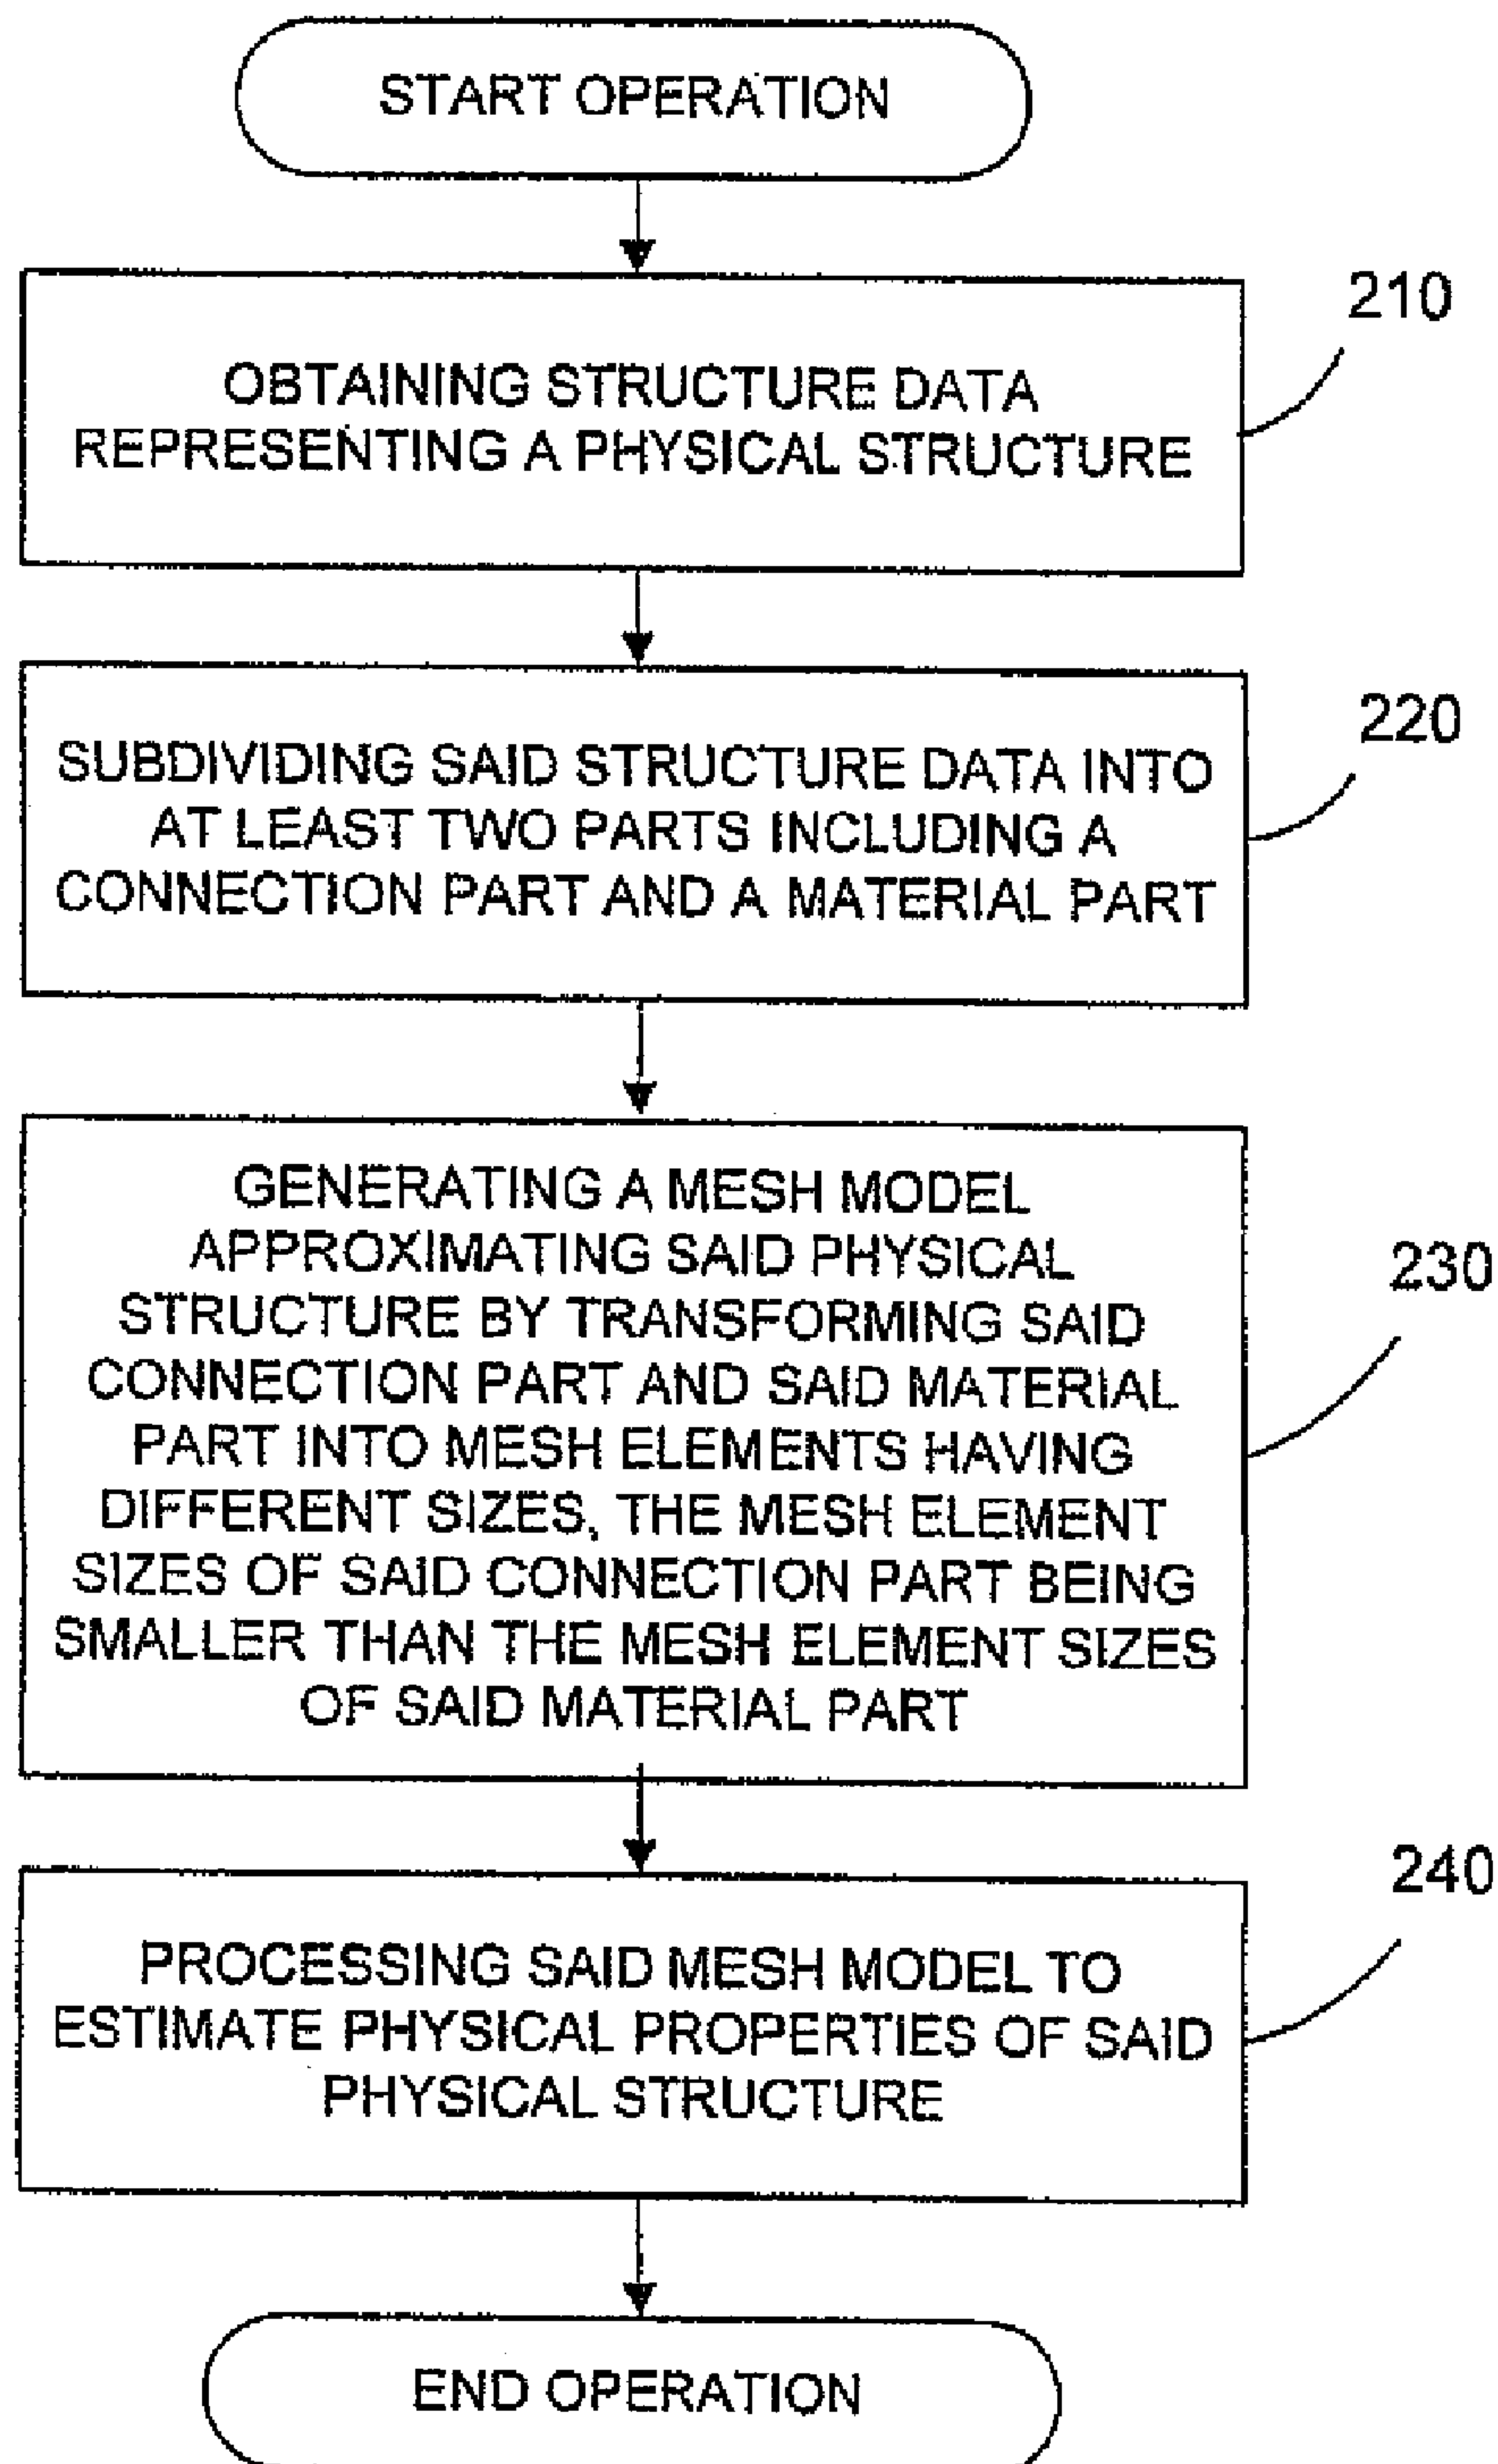 START OPERATION
210
OBTAINING STRUCTURE DATA
REPRESENTING A PHYSICAL STRUCTURE
220
SUBDIVIDING SAID STRUCTURE DATA INTO
AT LEAST TWO PARTS INCLUDING A
CONNECTION PART AND A MATERIAL PART
230
GENERATING A MESH MODEL
APPROXIMATING SAID PHYSICAL
STRUCTURE BY TRANSFORMING SAID
CONNECTION PART AND SAID MATERIAL
PART INTO MESH ELEMENTS HAVING
DIFFERENT SIZES, THE MESH ELEMENT
SIZES OF SAID CONNECTION PART BEING
SMALLER THAN THE MESH ELEMENT SIZES
OF SAID MATERIAL PART
240
PROCESSING SAID MESH MODEL TO
ESTIMATE PHYSICAL PROPERTIES OF SAID
PHYSICAL STRUCTURE
END OPERATION